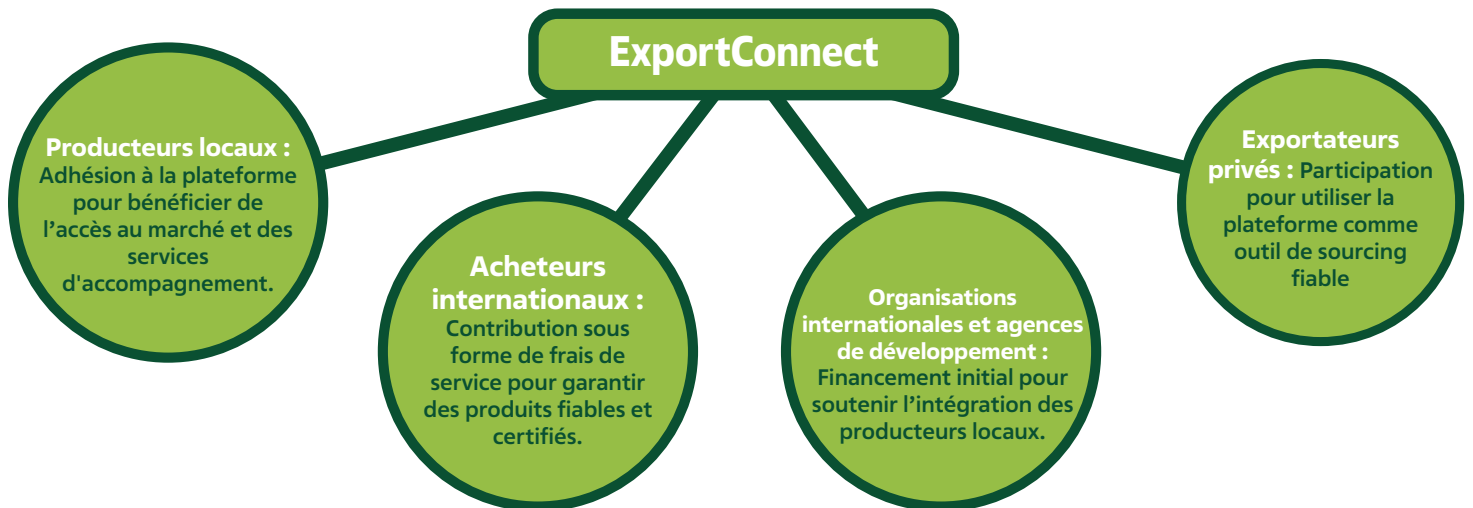 ExportConnect
Producteurs locaux :
Adhésion à la plateforme
pour bénéficier de
l’accès au marché et des
services
d'accompagnement.
Acheteurs
internationaux :
Contribution sous
forme de frais de
service pour garantir
des produits fiables et
certifiés.
Organisations
internationales et agences
de développement :
Financement initial pour
soutenir l’intégration des
producteurs locaux.
Exportateurs
privés : Participation
pour utiliser la
plateforme comme
outil de sourcing
fiable